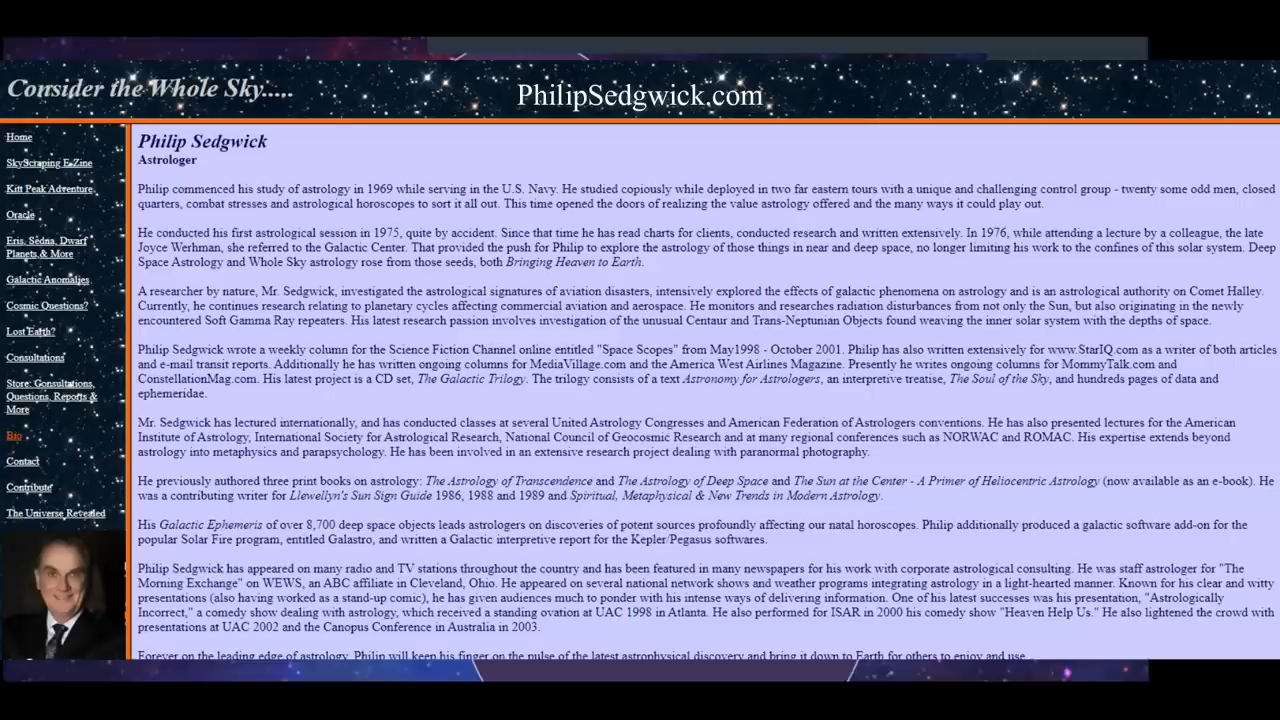 Consider the Whole Sky.....
PhilipSedgwick.com
Home
SkyScraping E-Zine
Kitt Peak Adventure
Oracle
Eris, Sedna, Dwarf
Planets,& More
Galactic Anomalies
Cosmic Questions?
Lost Earth?
Consultations
Store: Consultations,
Questions, Reports &
More
Bio
Contact
Contribute
The Universe Revealed
Philip Sedgwick
Astrologer
Philip commenced his study of astrology in 1969 while serving in the U.S. Navy. He studied copiously while deployed in two far eastern tours with a unique and challenging control group - twenty some odd men, closed
quarters, combat stresses and astrological horoscopes to sort it all out. This time opened the doors of realizing the value astrology offered and the many ways it could play out.
He conducted his first astrological session in 1975, quite by accident. Since that time he has read charts for clients, conducted research and written extensively. In 1976, while attending a lecture by a colleague, the late
Joyce Werhman, she referred to the Galactic Center. That provided the push for Philip to explore the astrology of those things in near and deep space, no longer limiting his work to the confines of this solar system. Deep
Space Astrology and Whole Sky astrology rose from those seeds, both Bringing Heaven to Earth.
A researcher by nature, Mr. Sedgwick, investigated the astrological signatures of aviation disasters, intensively explored the effects of galactic phenomena on astrology and is an astrological authority on Comet Halley.
Currently, he continues research relating to planetary cycles affecting commercial aviation and aerospace. He monitors and researches radiation disturbances from not only the Sun, but also originating in the newly
encountered Soft Gamma Ray repeaters. His latest research passion involves investigation of the unusual Centaur and Trans-Neptunian Objects found weaving the inner solar system with the depths of space.
Philip Sedgwick wrote a weekly column for the Science Fiction Channel online entitled "Space Scopes" from May1998 - October 2001. Philip has also written extensively for www.StarIQ.com as a writer of both articles
and e-mail transit reports. Additionally he has written ongoing columns for MediaVillage.com and the America West Airlines Magazine. Presently he writes ongoing columns for MommyTalk.com and
ConstellationMag.com. His latest project is a CD set, The Galactic Trilogy. The trilogy consists of a text Astronomy for Astrologers, an interpretive treatise, The Soul of the Sky, and hundreds pages of data and
ephemeridae.
Mr. Sedgwick has lectured internationally, and has conducted classes at several United Astrology Congresses and American Federation of Astrologers conventions. He has also presented lectures for the American
Institute of Astrology, International Society for Astrological Research, National Council of Geocosmic Research and at many regional conferences such as NORWAC and ROMAC. His expertise extends beyond
astrology into metaphysics and parapsychology. He has been involved in an extensive research project dealing with paranormal photography.
He previously authored three print books on astrology: The Astrology of Transcendence and The Astrology of Deep Space and The Sun at the Center - A Primer of Heliocentric Astrology (now available as an e-book). He
was a contributing writer for Llewellyn's Sun Sign Guide 1986, 1988 and 1989 and Spiritual, Metaphysical & New Trends in Modern Astrology.
His Galactic Ephemeris of over 8,700 deep space objects leads astrologers on discoveries of potent sources profoundly affecting our natal horoscopes. Philip additionally produced a galactic software add-on for the
popular Solar Fire program, entitled Galastro, and written a Galactic interpretive report for the Kepler/Pegasus softwares.
Philip Sedgwick has appeared on many radio and TV stations throughout the country and has been featured in many newspapers for his work with corporate astrological consulting. He was staff astrologer for "The
Morning Exchange" on WEWS, an ABC affiliate in Cleveland, Ohio. He appeared on several national network shows and weather programs integrating astrology in a light-hearted manner. Known for his clear and witty
presentations (also having worked as a stand-up comic), he has given audiences much to ponder with his intense ways of delivering information. One of his latest successes was his presentation, "Astrologically
Incorrect," a comedy show dealing with astrology, which received a standing ovation at UAC 1998 in Atlanta. He also performed for ISAR in 2000 his comedy show "Heaven Help Us." He also lightened the crowd with
presentations at UAC 2002 and the Canopus Conference in Australia in 2003.
Forever on the leading edge of astrology, Philip will keep his finger on the pulse of the latest astrophysical discovery and bring it down to Earth for others to enjoy and use.